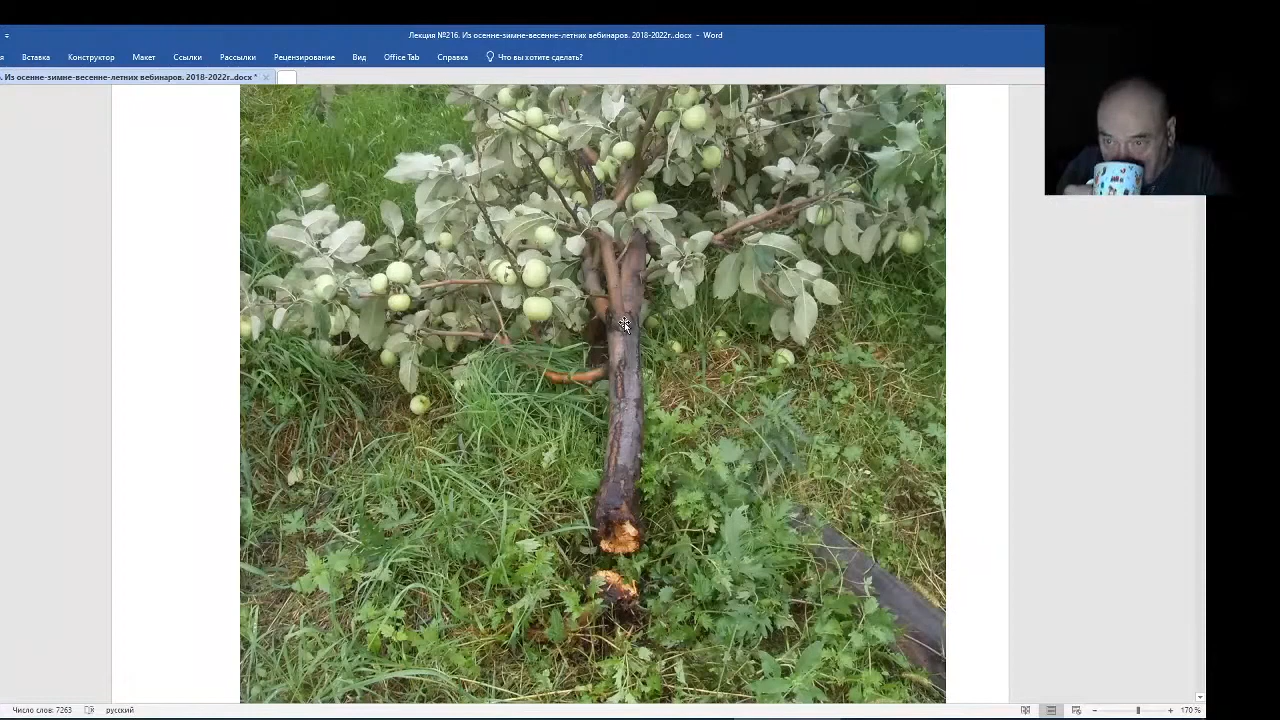 Лекция №216. Из осенне-зимне-весенне-летних вебинаров. 2018-2022г..docx - Word
Вставка Конструктор Макет Ссылки Рассылки Рецензирование Вид Office Tab Справка Что вы хотите сделать?
. Из осенне-зимне-весенне-летних вебинаров. 2018-2022г..docx *
Число слов: 7263 русский 170 %